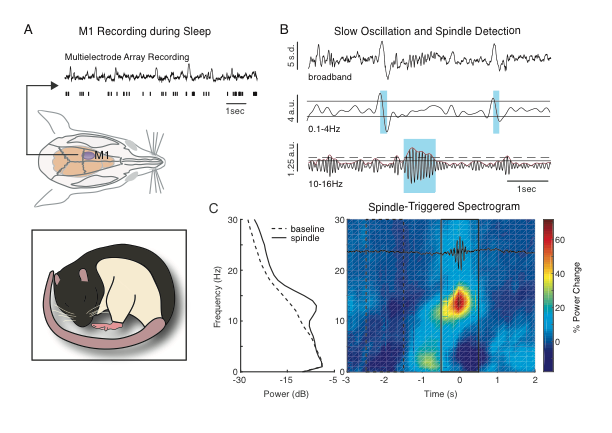 A
M1 Recording during Sleep
Multielectrode Array Recording
1sec
M1
B
Slow Oscillation and Spindle Detection
5 s.d.
broadband
4 a.u.
0.1-4Hz
1.25 a.u.
10-16Hz
1sec
C
Spindle-Triggered Spectrogram
baseline
spindle
Frequency (Hz)
30
20
10
0
-30
-15
-5
Power (dB)
30
20
10
0
-3
-2
-1
0
1
2
Time (s)
60
40
20
0
% Power Change